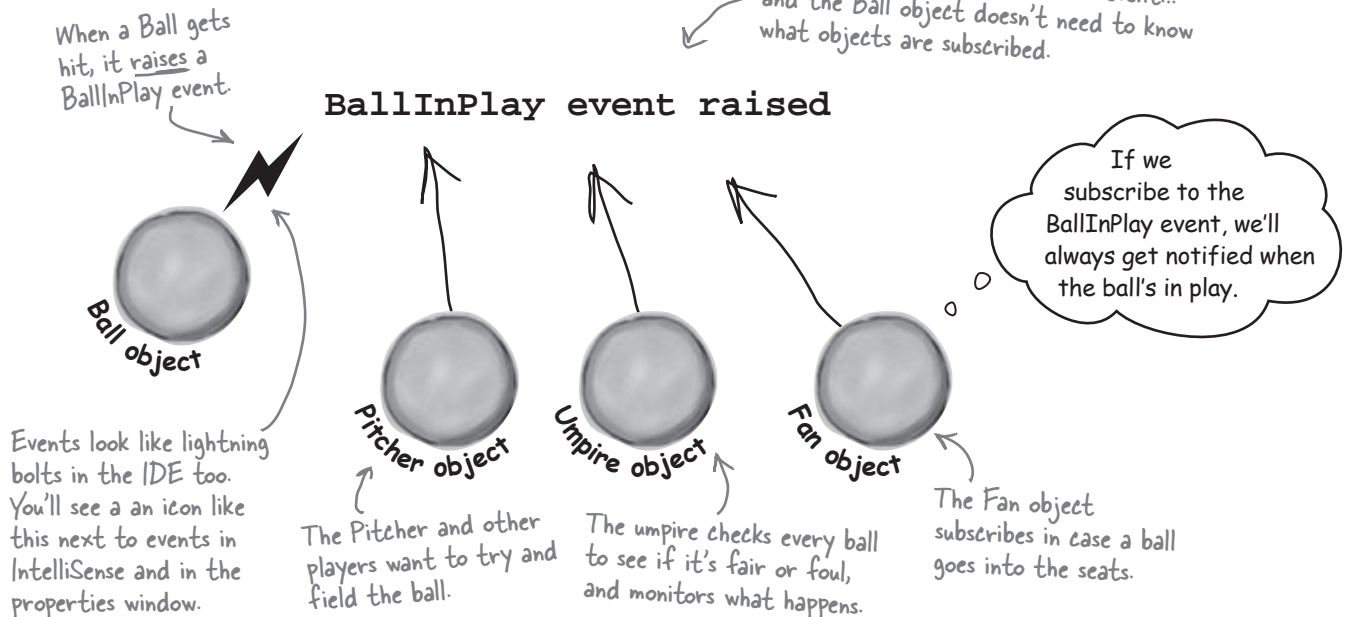 When a Ball gets
hit, it raises a
BallInPlay event.
and the Ball object doesn't need to know
what objects are subscribed.
BallInPlay event raised
If we
subscribe to the
BallInPlay event, we'll
always get notified when
the ball's in play.
Ball object
Pitcher object
Umpire object
Fan object
Events look like lightning
bolts in the IDE too.
You'll see a an icon like
this next to events in
IntelliSense and in the
properties window.
The Pitcher and other
players want to try and
field the ball.
The umpire checks every ball
to see if it's fair or foul,
and monitors what happens.
The Fan object
subscribes in case a ball
goes into the seats.